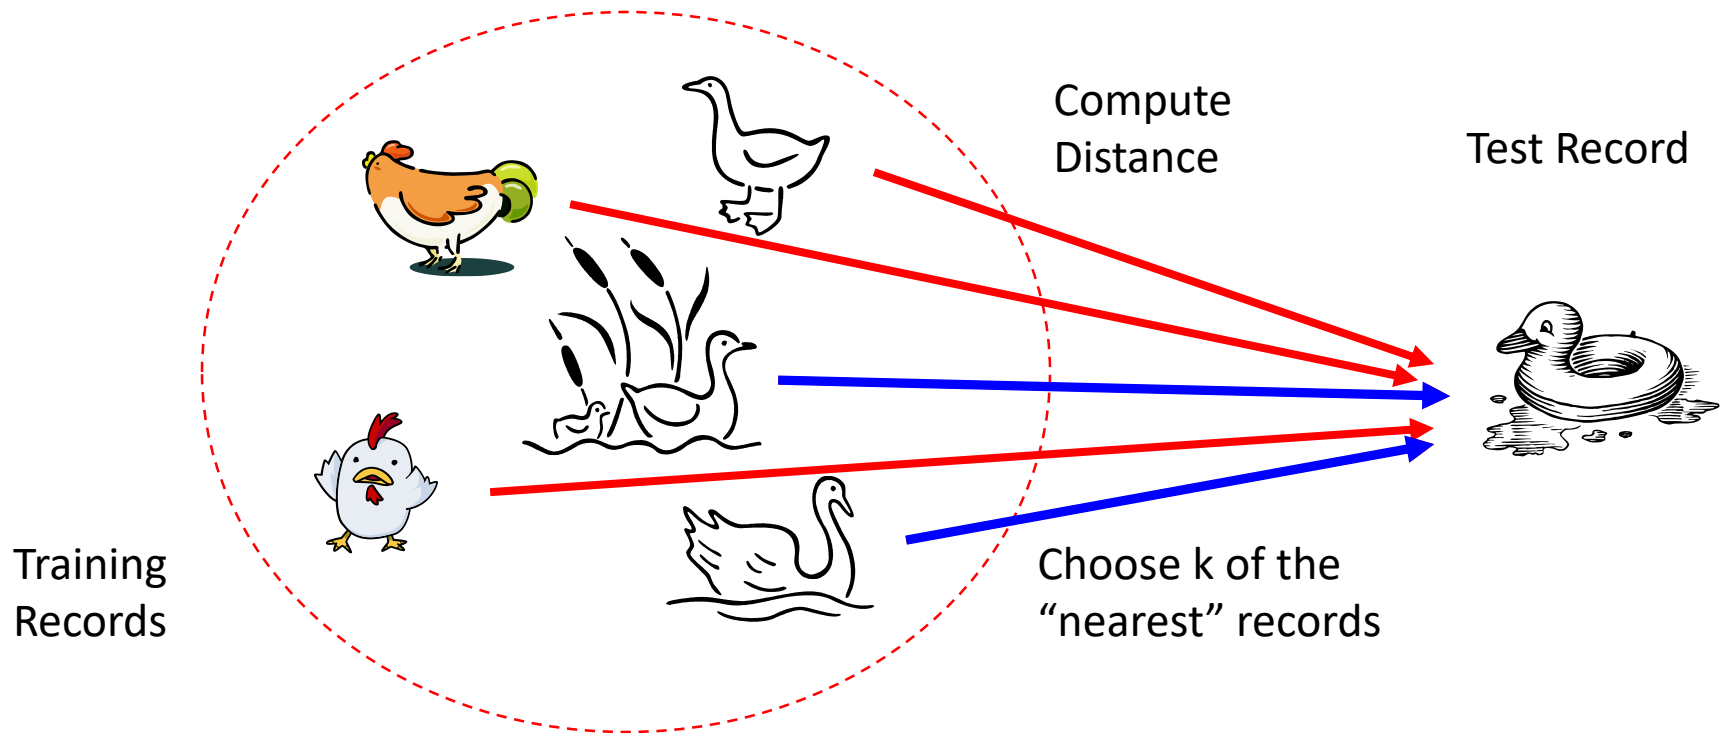 Compute
Distance
Test Record
Training
Records
Choose k of the
“nearest” records